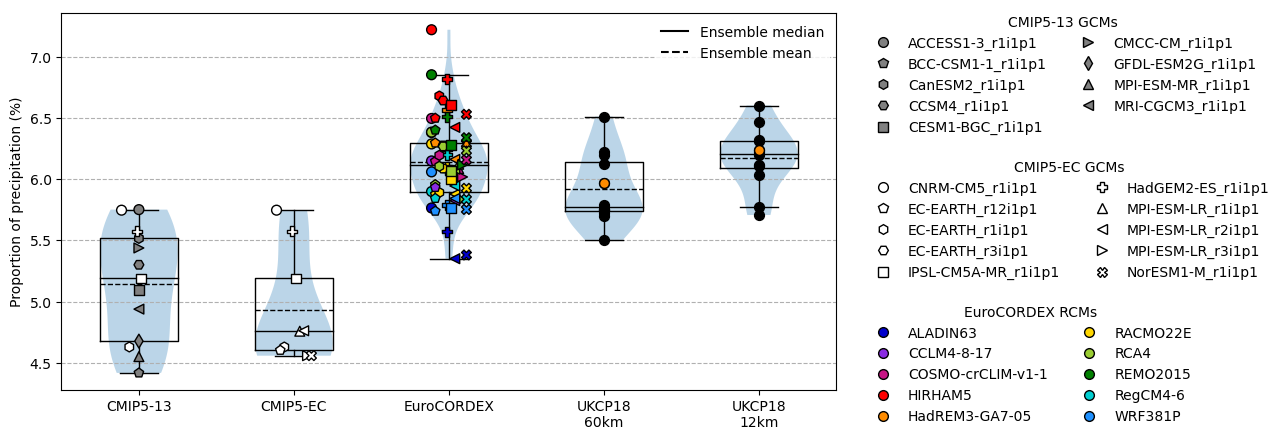 Proportion of precipitation (%)
7.0
6.5
6.0
5.5
5.0
4.5
Ensemble median
Ensemble mean
CMIP5-13
CMIP5-EC
EuroCORDEX
UKCP18
60km
UKCP18
12km
CMIP5-13 GCMs
ACCESS1-3_r1i1p1
BCC-CSM1-1_r1i1p1
CanESM2_r1i1p1
CCSM4_r1i1p1
CESM1-BGC_r1i1p1
CMCC-CM_r1i1p1
GFDL-ESM2G_r1i1p1
MPI-ESM-MR_r1i1p1
MRI-CGCM3_r1i1p1
CMIP5-EC GCMs
CNRM-CM5_r1i1p1
EC-EARTH_r12i1p1
EC-EARTH_r1i1p1
EC-EARTH_r3i1p1
IPSL-CM5A-MR_r1i1p1
HadGEM2-ES_r1i1p1
MPI-ESM-LR_r1i1p1
MPI-ESM-LR_r2i1p1
MPI-ESM-LR_r3i1p1
NorESM1-M_r1i1p1
EuroCORDEX RCMs
ALADIN63
CCLM4-8-17
COSMO-crCLIM-v1-1
HIRHAM5
HadREM3-GA7-05
RACMO22E
RCA4
REMO2015
RegCM4-6
WRF381P